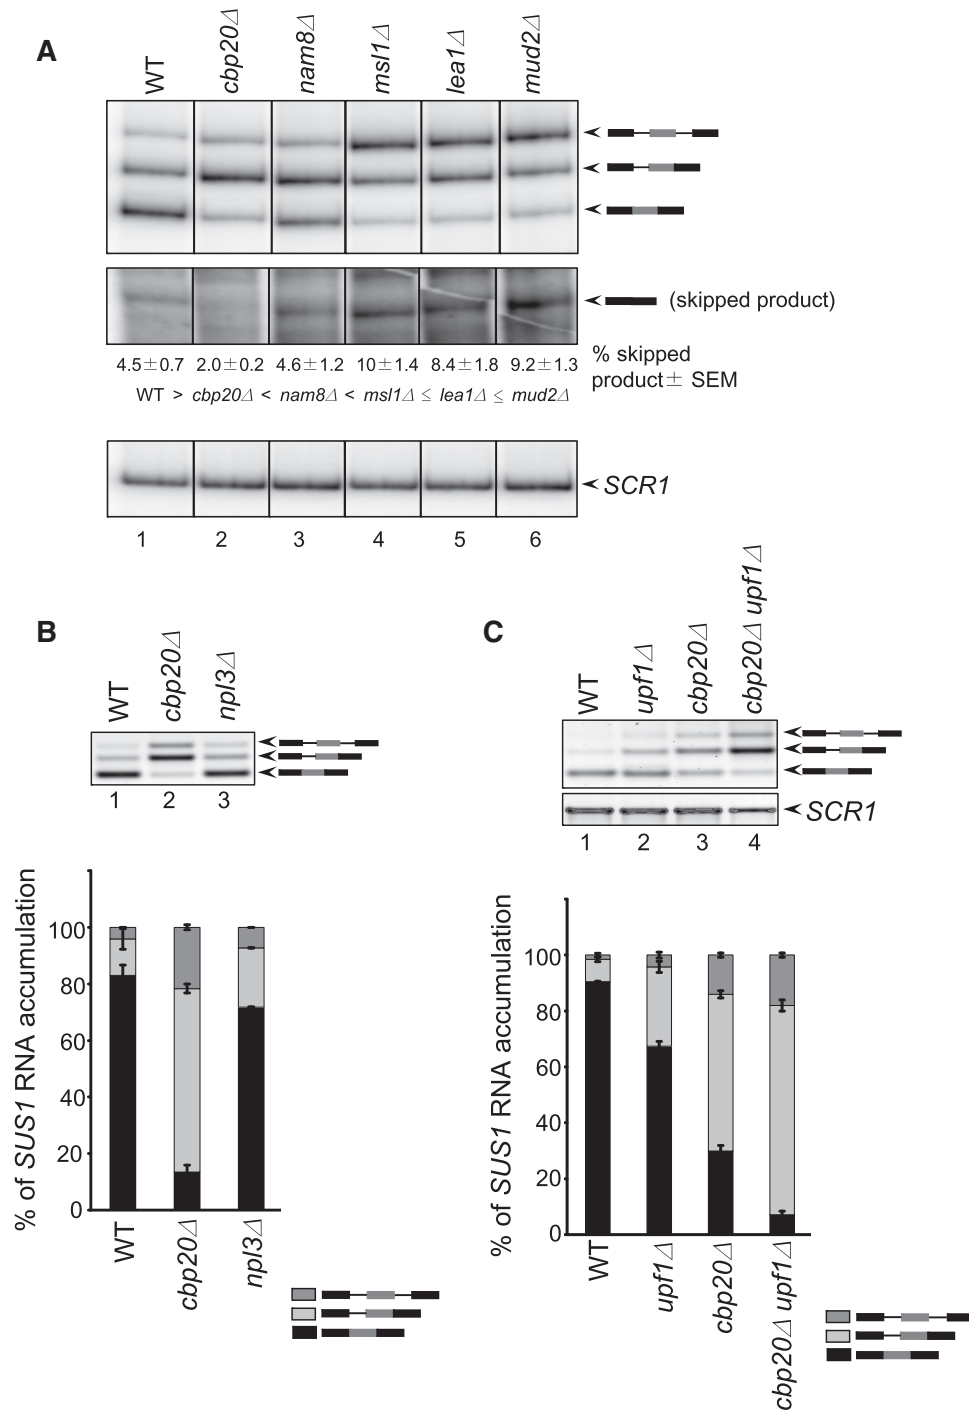 A
WT cbp20Δ nam8Δ msl1Δ lea1Δ mud2Δ
(skipped product)
4.5±0.7 2.0±0.2 4.6±1.2 10±1.4 8.4±1.8 9.2±1.3
% skipped
product± SEM
WT > cbp20Δ < nam8Δ < msl1Δ ≤ lea1Δ ≤ mud2Δ
SCR1
1 2 3 4 5 6
B
WT cbp20Δ npl3Δ
1 2 3
% of SUS1 RNA accumulation
100
80
60
40
20
0
WT cbp20Δ npl3Δ
C
WT upf1Δ cbp20Δ cbp20Δ upf1Δ
SCR1
1 2 3 4
% of SUS1 RNA accumulation
100
80
60
40
20
0
WT upf1Δ cbp20Δ cbp20Δ upf1Δ